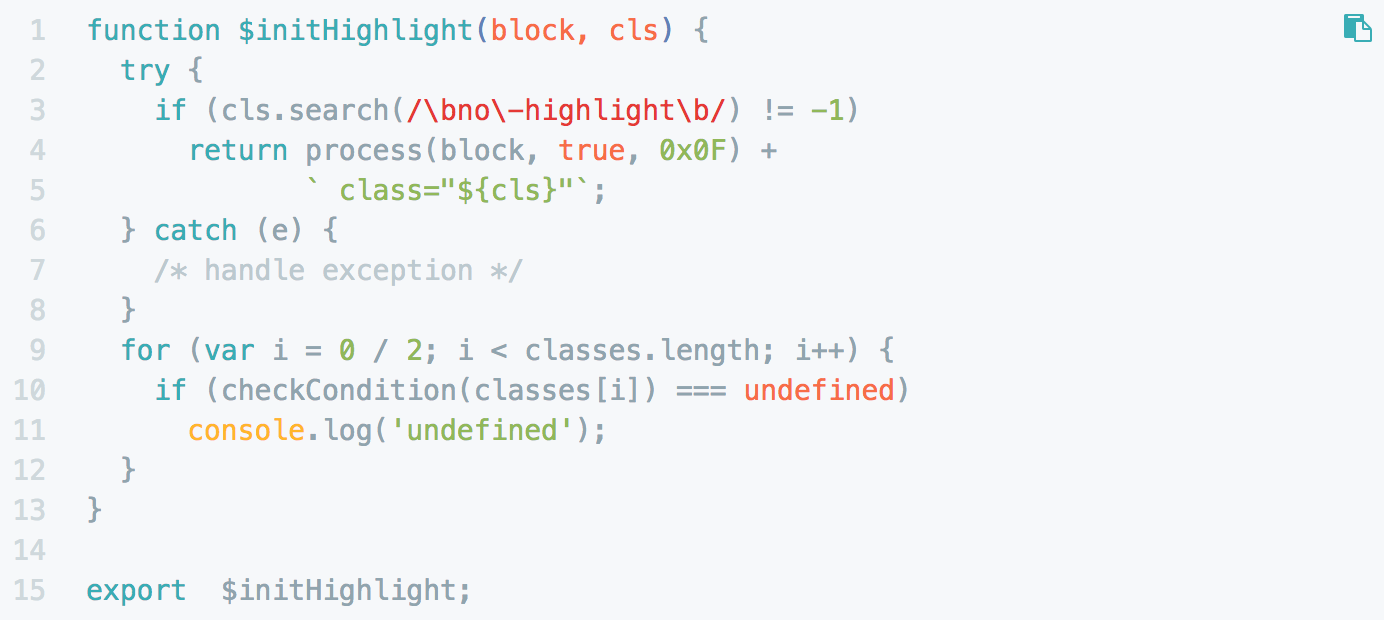 1 function $initHighlight(block, cls) {
2   try {
3     if (cls.search(/\bno\-highlight\b/) != -1)
4       return process(block, true, 0x0F) +
5              ` class="${cls}"`;
6   } catch (e) {
7     /* handle exception */
8   }
9   for (var i = 0 / 2; i < classes.length; i++) {
10     if (checkCondition(classes[i]) === undefined)
11       console.log('undefined');
12   }
13 }
14
15 export  $initHighlight;